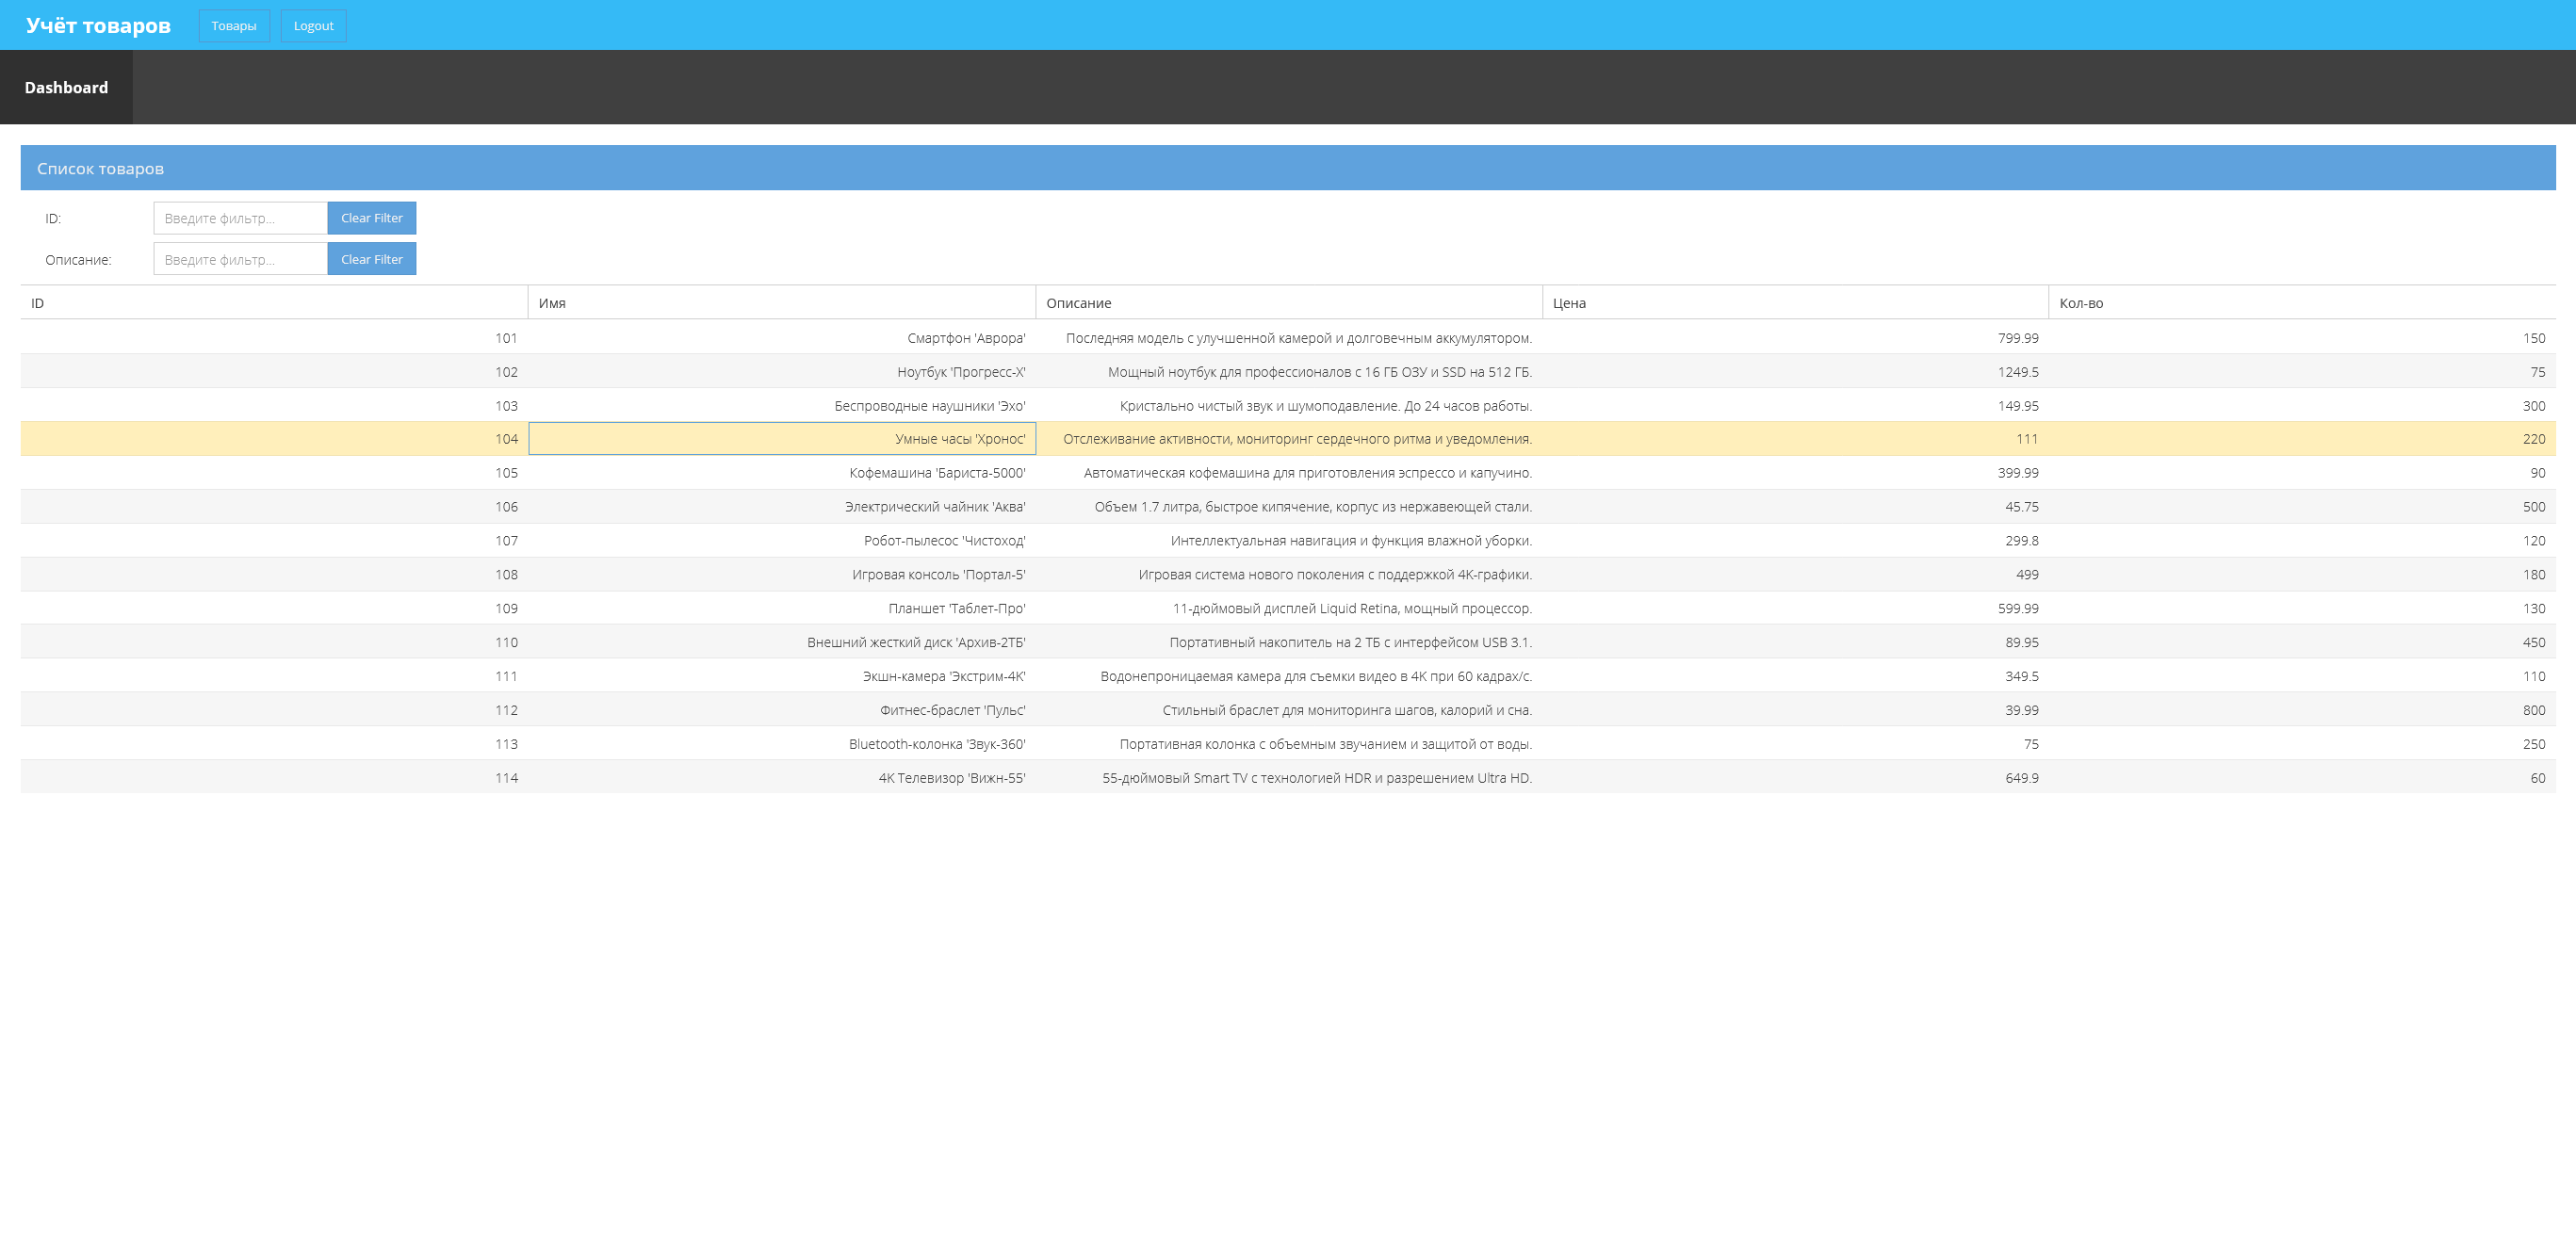 Учёт товаров Товары Logout
Dashboard
Список товаров
ID: Введите фильтр... Clear Filter
Описание: Введите фильтр... Clear Filter
ID Имя Описание Цена Кол-во
101 Смартфон 'Аврора' Последняя модель с улучшенной камерой и долговечным аккумулятором. 799.99 150
102 Ноутбук 'Прогресс-X' Мощный ноутбук для профессионалов с 16 ГБ ОЗУ и SSD на 512 ГБ. 1249.5 75
103 Беспроводные наушники 'Эхо' Кристально чистый звук и шумоподавление. До 24 часов работы. 149.95 300
104 Умные часы 'Хронос' Отслеживание активности, мониторинг сердечного ритма и уведомления. 111 220
105 Кофемашина 'Бариста-5000' Автоматическая кофемашина для приготовления эспрессо и капучино. 399.99 90
106 Электрический чайник 'Аква' Объем 1.7 литра, быстрое кипячение, корпус из нержавеющей стали. 45.75 500
107 Робот-пылесос 'Чистоход' Интеллектуальная навигация и функция влажной уборки. 299.8 120
108 Игровая консоль 'Портал-5' Игровая система нового поколения с поддержкой 4K-графики. 499 180
109 Планшет 'Таблет-Про' 11-дюймовый дисплей Liquid Retina, мощный процессор. 599.99 130
110 Внешний жесткий диск 'Архив-2ТБ' Портативный накопитель на 2 ТБ с интерфейсом USB 3.1. 89.95 450
111 Экшн-камера 'Экстрим-4K' Водонепроницаемая камера для съемки видео в 4K при 60 кадрах/с. 349.5 110
112 Фитнес-браслет 'Пульс' Стильный браслет для мониторинга шагов, калорий и сна. 39.99 800
113 Bluetooth-колонка 'Звук-360' Портативная колонка с объемным звучанием и защитой от воды. 75 250
114 4K Телевизор 'Вижн-55' 55-дюймовый Smart TV с технологией HDR и разрешением Ultra HD. 649.9 60